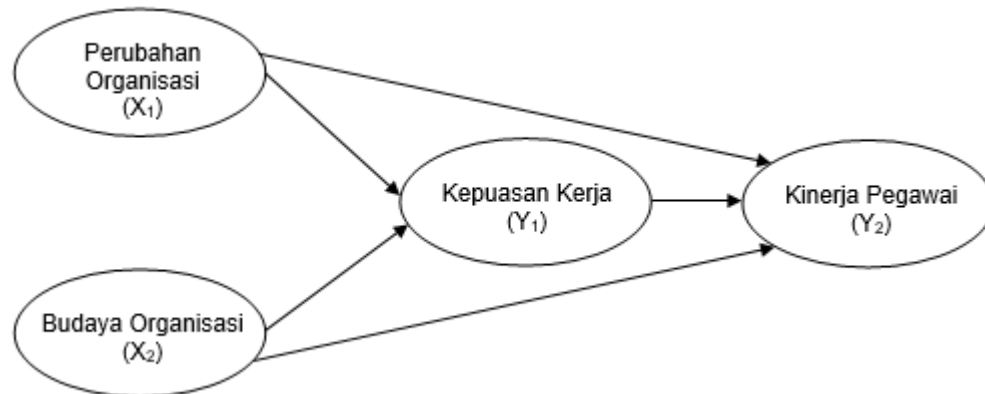 Perubahan
Organisasi
(X₁)
Kepuasan Kerja
(Y₁)
Kinerja Pegawai
(Y₂)
Budaya Organisasi
(X₂)